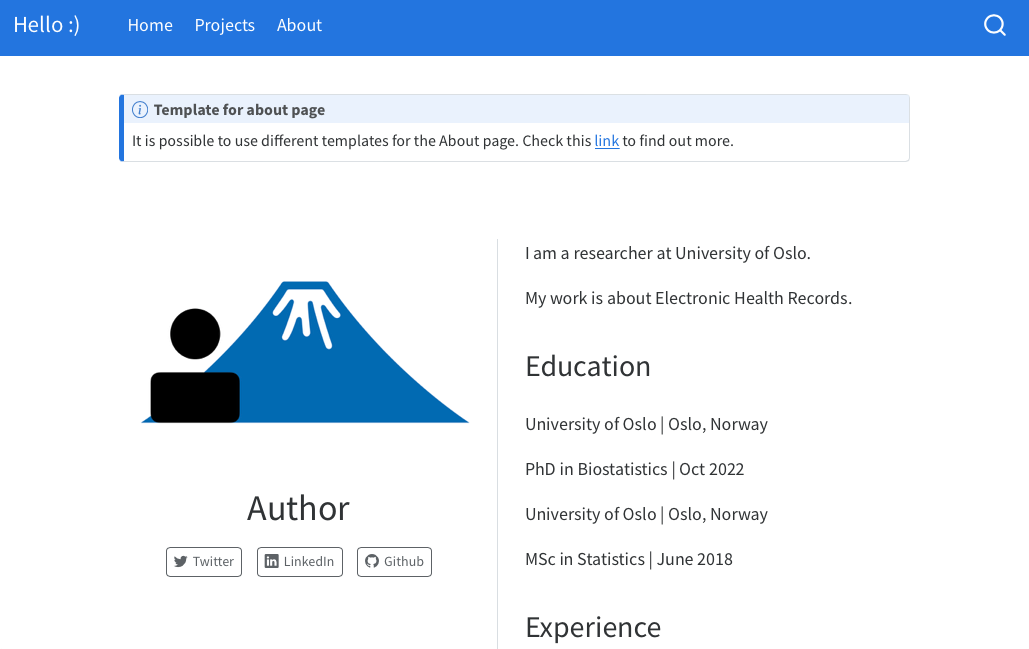 Hello :)
Home Projects About
Template for about page
It is possible to use different templates for the About page. Check this link to find out more.
Author
Twitter LinkedIn Github
I am a researcher at University of Oslo.
My work is about Electronic Health Records.
Education
University of Oslo | Oslo, Norway
PhD in Biostatistics | Oct 2022
University of Oslo | Oslo, Norway
MSc in Statistics | June 2018
Experience